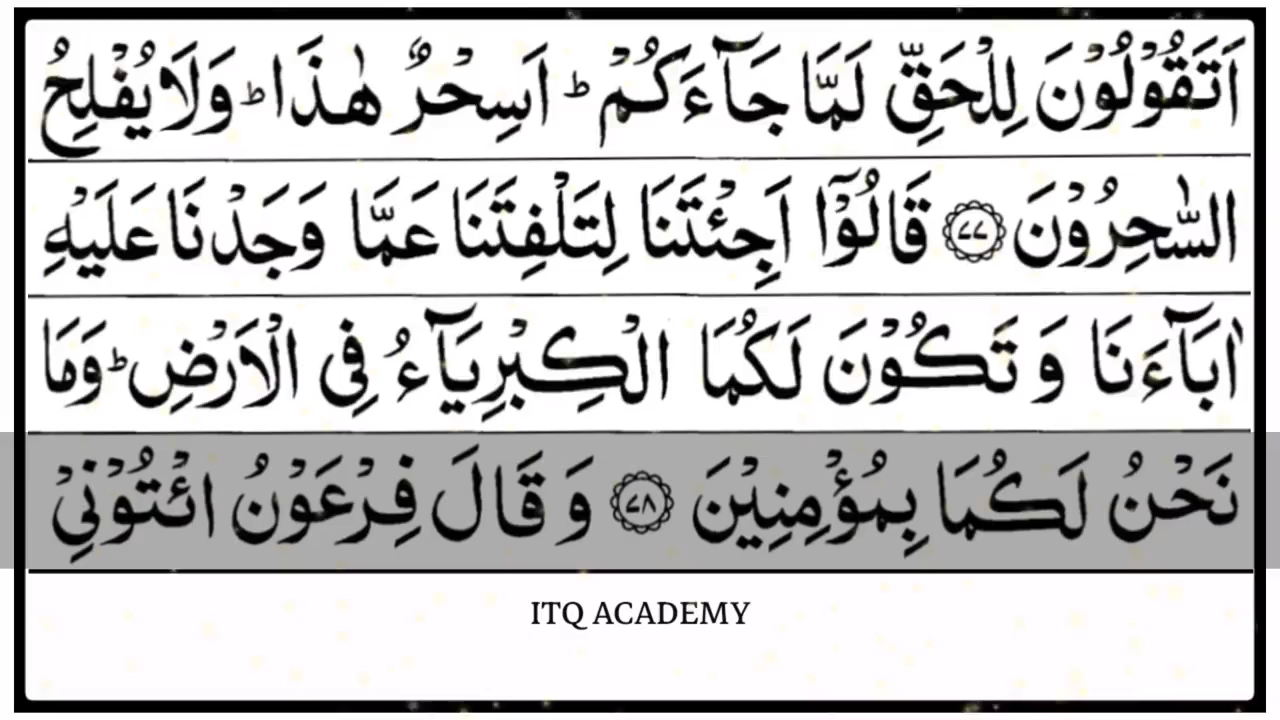 اَتَقُوْلُوْنَ لِلْحَقِّ لَمَّا جَآءَكُمْ ؕ اَسِحْرٌ هٰذَا ؕ وَلَا يُفْلِحُ
السّٰحِرُوْنَ ۝۷۷ قَالُوْۤا اَجِئْتَنَا لِتَلْفِتَنَا عَمَّا وَجَدْنَا عَلَيْهِ
اٰبَآءَنَا وَ تَكُوْنَ لَكُمَا الْكِبْرِيَآءُ فِى الْاَرْضِ ؕ وَمَا
نَحْنُ لَكُمَا بِمُؤْمِنِيْنَ ۝۷۸ وَ قَالَ فِرْعَوْنُ ائْتُوْنِيْ
ITQ ACADEMY